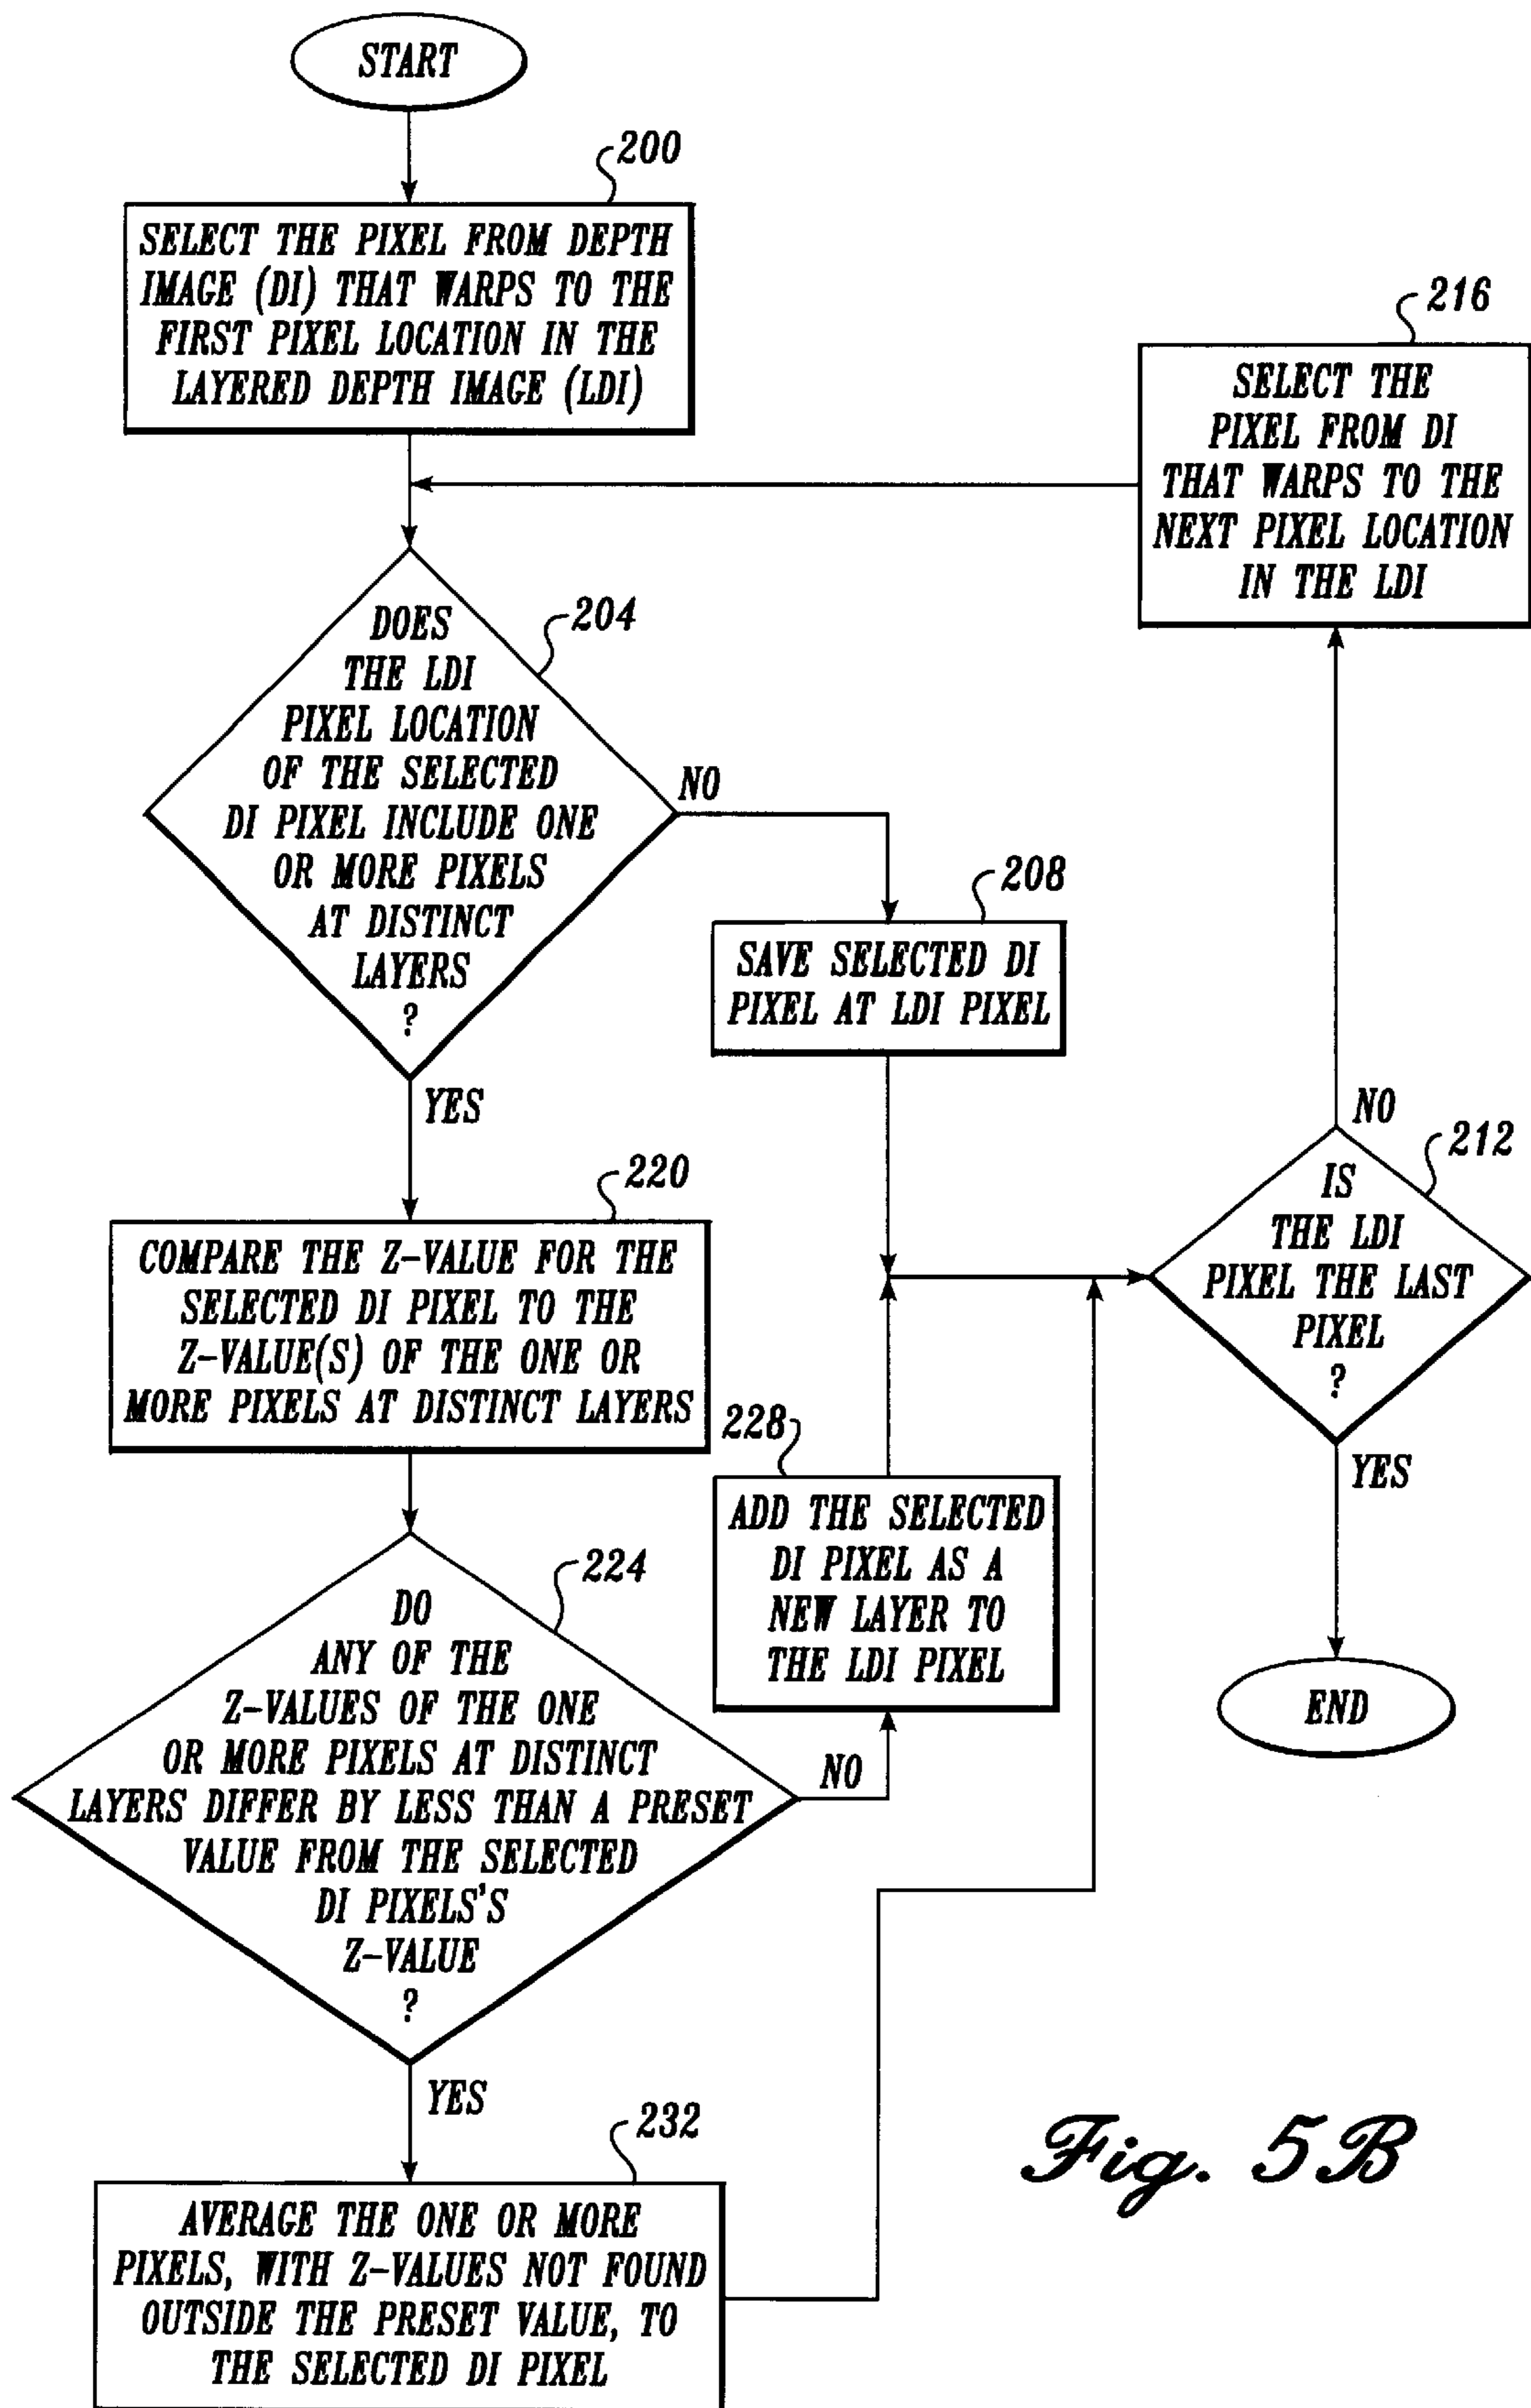 START
200
SELECT THE PIXEL FROM DEPTH
IMAGE (DI) THAT WARPS TO THE
FIRST PIXEL LOCATION IN THE
LAYERED DEPTH IMAGE (LDI)
216
SELECT THE
PIXEL FROM DI
THAT WARPS TO THE
NEXT PIXEL LOCATION
IN THE LDI
204
DOES
THE LDI
PIXEL LOCATION
OF THE SELECTED
DI PIXEL INCLUDE ONE
OR MORE PIXELS
AT DISTINCT
LAYERS
?
NO
208
SAVE SELECTED DI
PIXEL AT LDI PIXEL
YES
NO
212
IS
THE LDI
PIXEL THE LAST
PIXEL
?
YES
END
220
COMPARE THE Z-VALUE FOR THE
SELECTED DI PIXEL TO THE
Z-VALUE(S) OF THE ONE OR
MORE PIXELS AT DISTINCT LAYERS
228
ADD THE SELECTED
DI PIXEL AS A
NEW LAYER TO
THE LDI PIXEL
224
DO
ANY OF THE
Z-VALUES OF THE ONE
OR MORE PIXELS AT DISTINCT
LAYERS DIFFER BY LESS THAN A PRESET
VALUE FROM THE SELECTED
DI PIXELS'S
Z-VALUE
?
NO
YES
232
AVERAGE THE ONE OR MORE
PIXELS, WITH Z-VALUES NOT FOUND
OUTSIDE THE PRESET VALUE, TO
THE SELECTED DI PIXEL
Fig. 5B